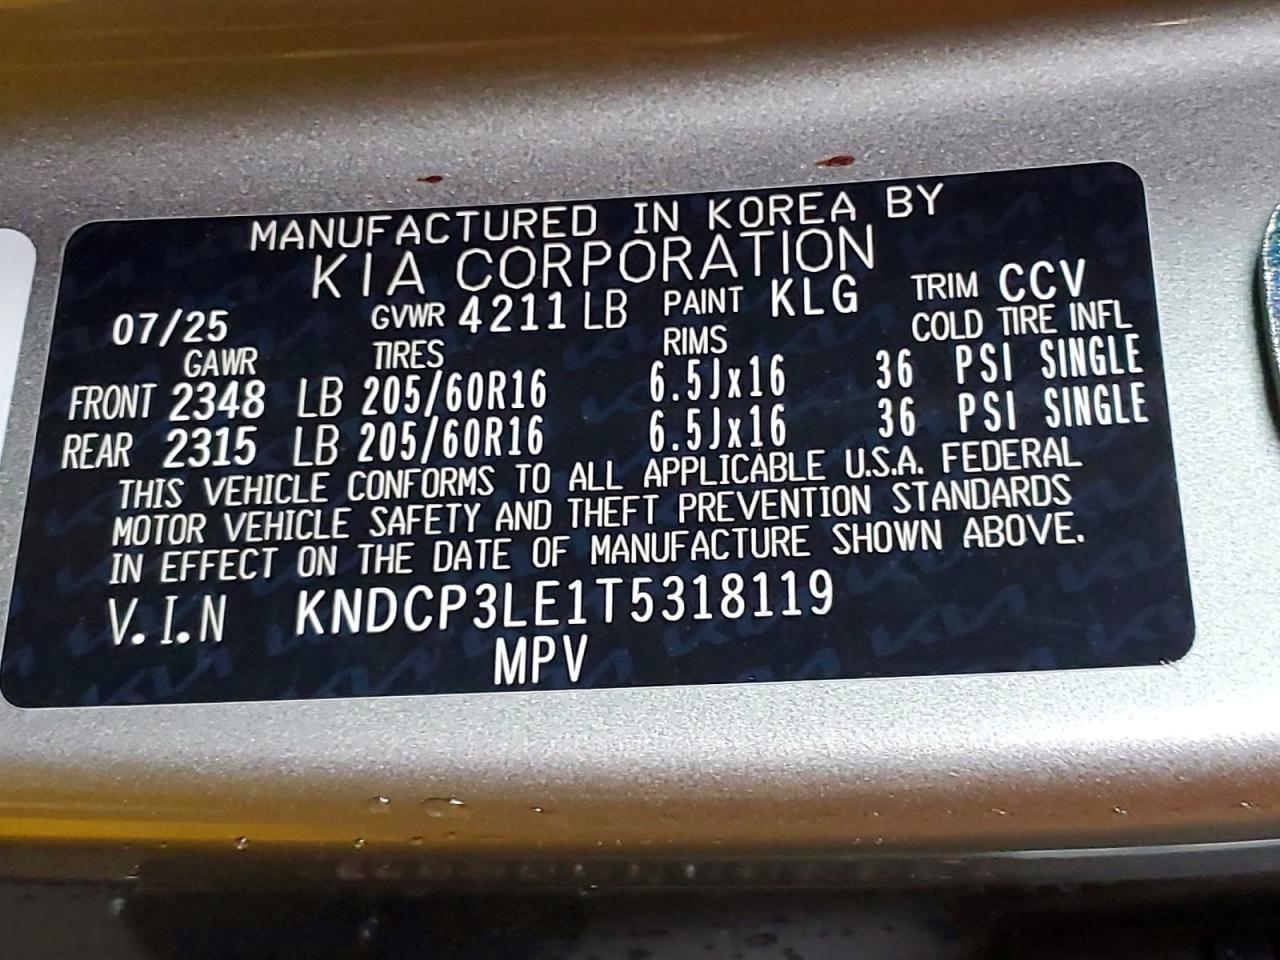 MANUFACTURED IN KOREA BY
KIA CORPORATION
07/25 GVWR 4211 LB PAINT KLG TRIM CCV
GAWR TIRES RIMS COLD TIRE INFL
FRONT 2348 LB 205/60R16 6.5Jx16 36 PSI SINGLE
REAR 2315 LB 205/60R16 6.5Jx16 36 PSI SINGLE
THIS VEHICLE CONFORMS TO ALL APPLICABLE U.S.A. FEDERAL
MOTOR VEHICLE SAFETY AND THEFT PREVENTION STANDARDS
IN EFFECT ON THE DATE OF MANUFACTURE SHOWN ABOVE.
V.I.N KNDCP3LE1T5318119
MPV